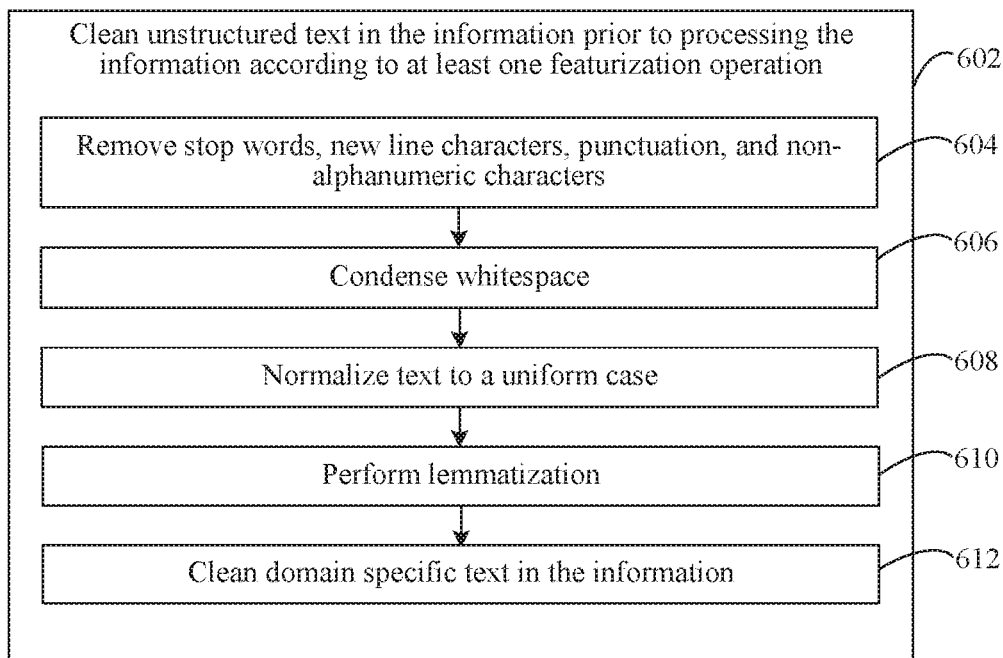 Clean unstructured text in the information prior to processing the
information according to at least one featurization operation
602
Remove stop words, new line characters, punctuation, and non-
alphanumeric characters
604
Condense whitespace
606
Normalize text to a uniform case
608
Perform lemmatization
610
Clean domain specific text in the information
612